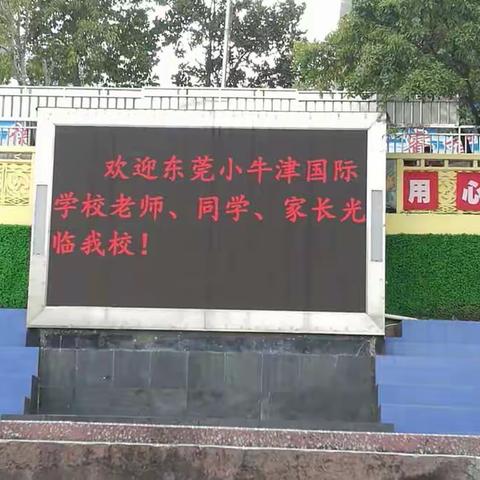 欢迎东莞小牛津国际
学校老师、同学、家长光
临我校！
用心